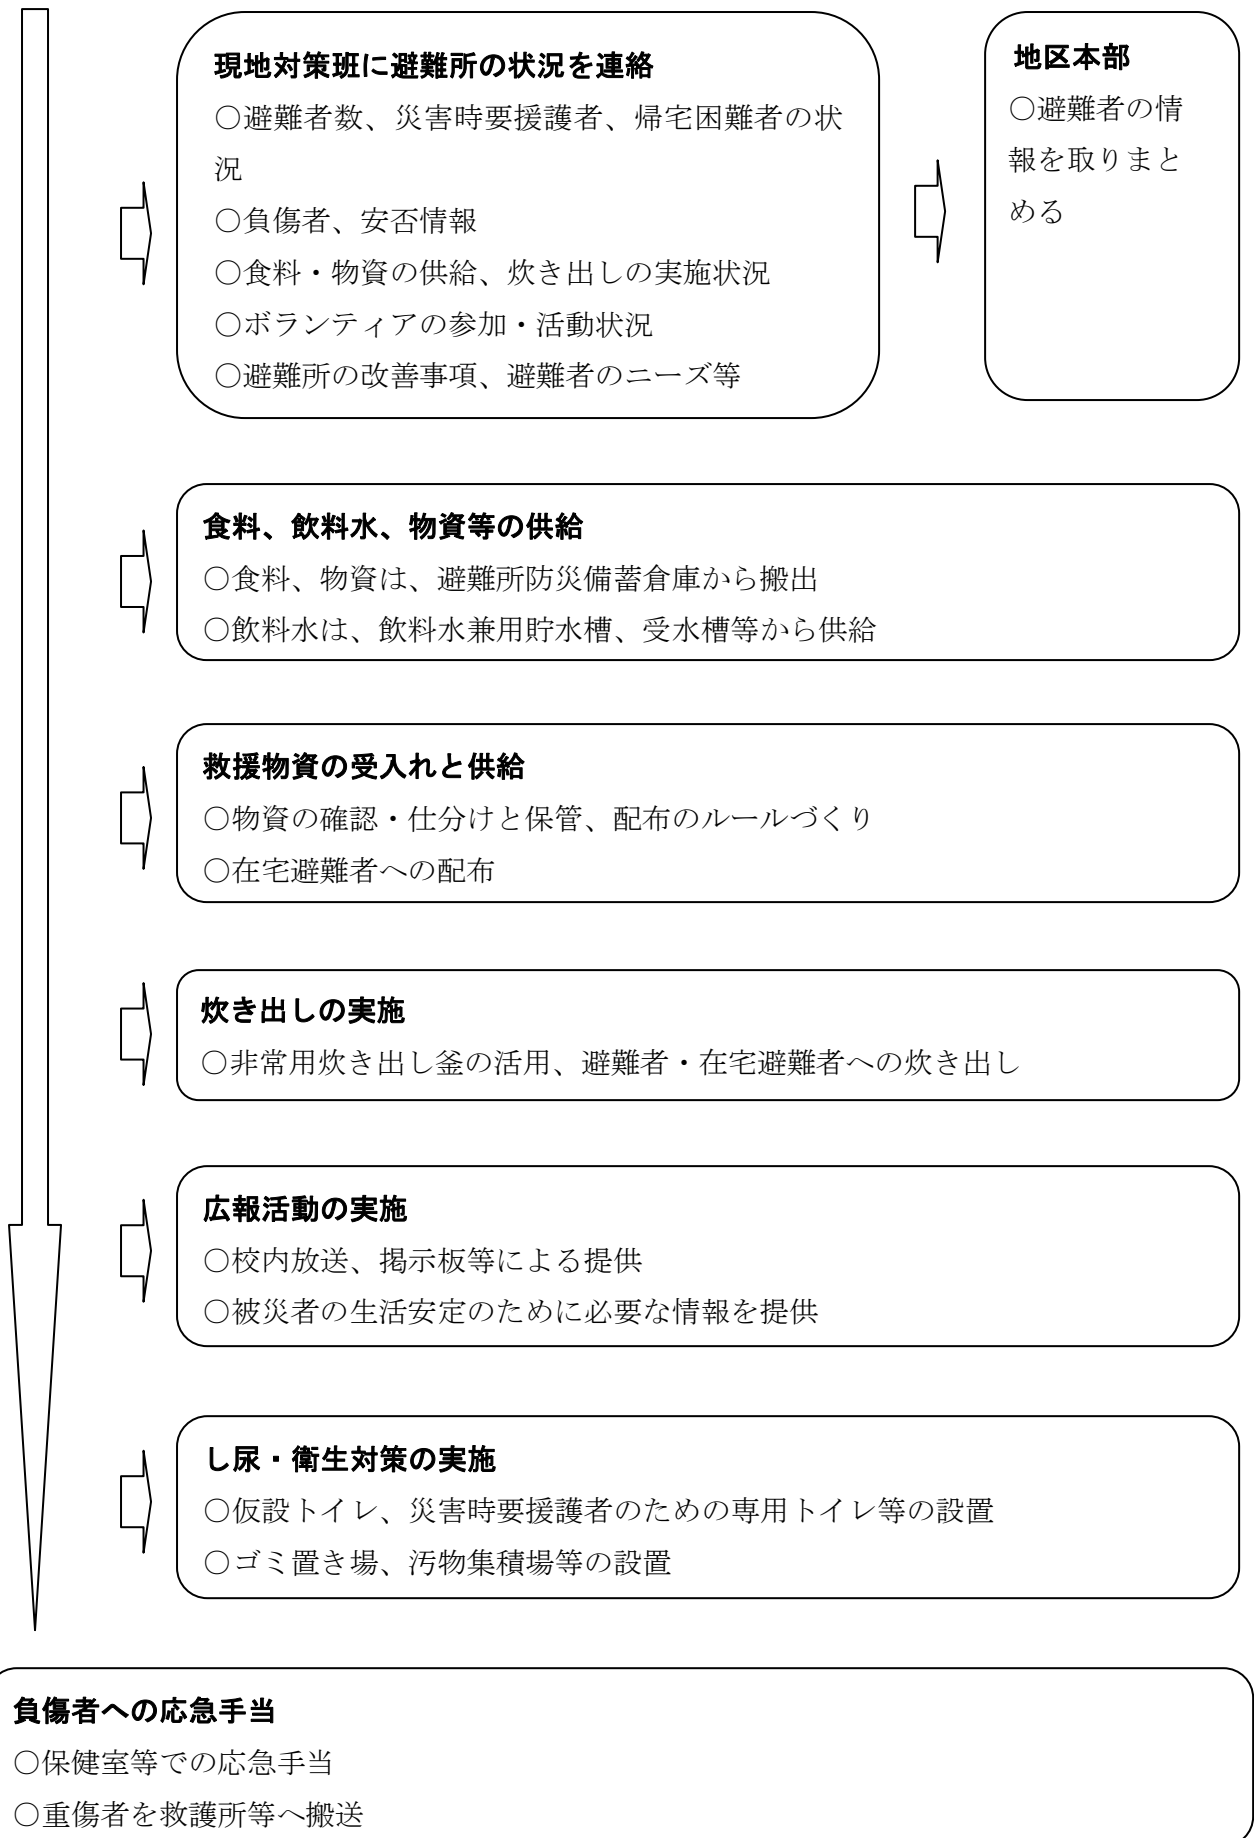 現地対策班に避難所の状況を連絡
○避難者数、災害時要援護者、帰宅困難者の状
況
○負傷者、安否情報
○食料・物資の供給、炊き出しの実施状況
○ボランティアの参加・活動状況
○避難所の改善事項、避難者のニーズ等
地区本部
○避難者の情
報を取りまと
める
食料、飲料水、物資等の供給
○食料、物資は、避難所防災備蓄倉庫から搬出
○飲料水は、飲料水兼用貯水槽、受水槽等から供給
救援物資の受入れと供給
○物資の確認・仕分けと保管、配布のルールづくり
○在宅避難者への配布
炊き出しの実施
○非常用炊き出し釜の活用、避難者・在宅避難者への炊き出し
広報活動の実施
○校内放送、掲示板等による提供
○被災者の生活安定のために必要な情報を提供
し尿・衛生対策の実施
○仮設トイレ、災害時要援護者のための専用トイレ等の設置
○ゴミ置き場、汚物集積場等の設置
負傷者への応急手当
○保健室等での応急手当
○重傷者を救護所等へ搬送